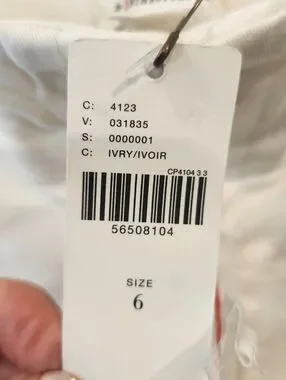 C: 4123
V: 031835
S: 0000001
C: IVRY/IVOIR
CP4104 3 3
56508104
SIZE
6